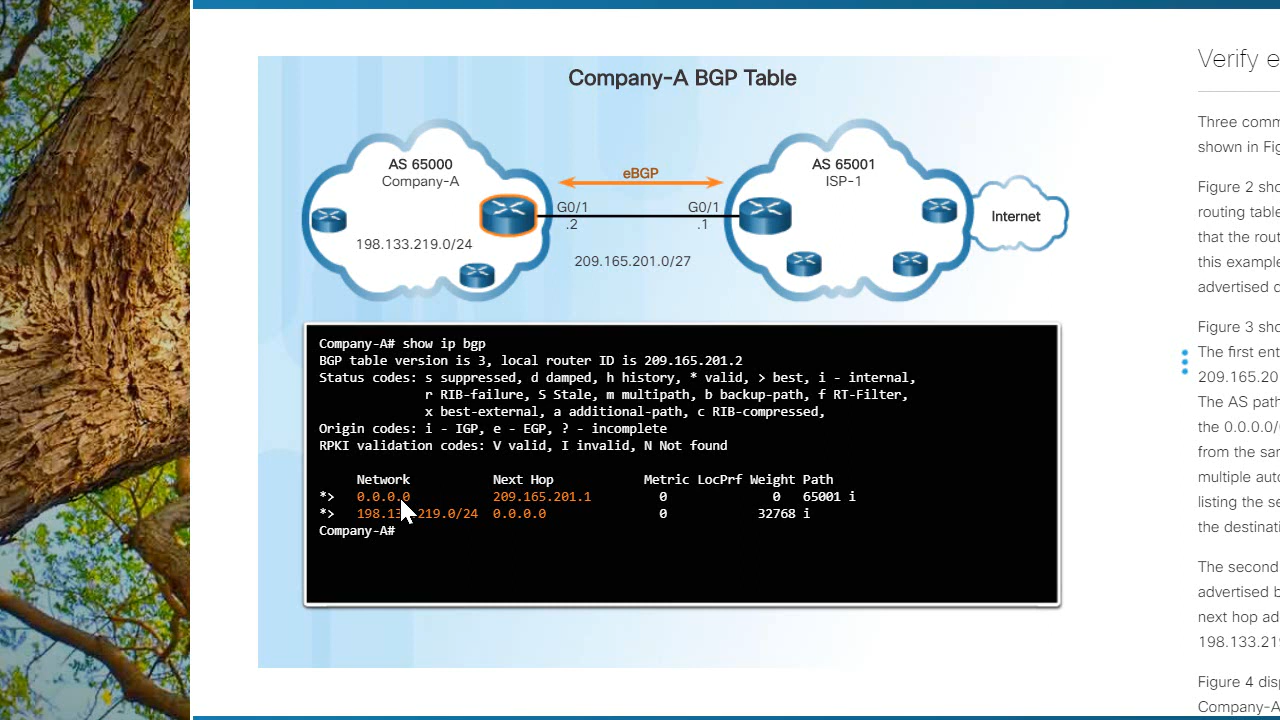 Company-A BGP Table
AS 65000
Company-A
eBGP
AS 65001
ISP-1
G0/1
.2
G0/1
.1
Internet
198.133.219.0/24
209.165.201.0/27
Company-A# show ip bgp
BGP table version is 3, local router ID is 209.165.201.2
Status codes: s suppressed, d damped, h history, * valid, > best, i - internal,
r RIB-failure, S Stale, m multipath, b backup-path, f RT-Filter,
x best-external, a additional-path, c RIB-compressed,
Origin codes: i - IGP, e - EGP, ? - incomplete
RPKI validation codes: V valid, I invalid, N Not found
Network Next Hop Metric LocPrf Weight Path
*> 0.0.0.0 209.165.201.1 0 0 65001 i
*> 198.133.219.0/24 0.0.0.0 0 32768 i
Company-A#
Verify e
Three comm
shown in Fig
Figure 2 sho
routing table
that the rout
this example
advertised
Figure 3 sho
The first ent
209.165.20
The AS path
the 0.0.0.0/
from the sam
multiple auto
listing the se
the destinati
The second
advertised b
next hop ad
198.133.219
Figure 4 disp
Company-A